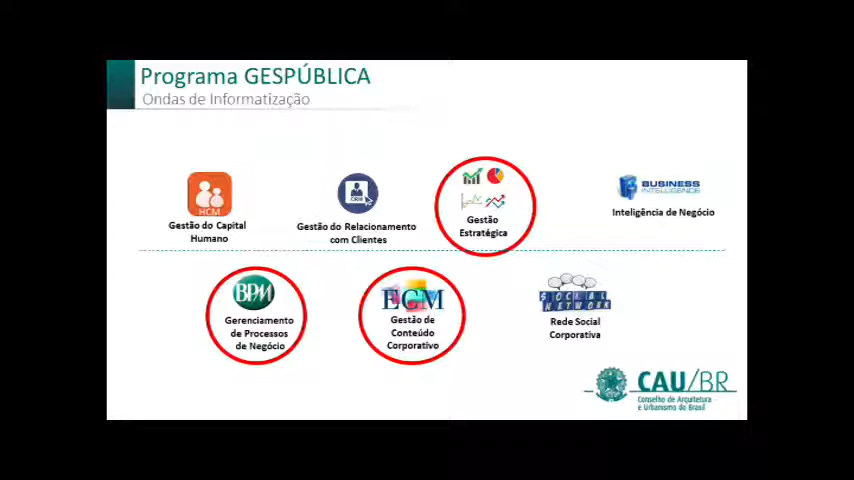 Programa GESPÚBLICA
Ondas de Informatização
HCM
Gestão do Capital
Humano
CRM
Gestão do Relacionamento
com Clientes
Gestão
Estratégica
BUSINESS
INTELLIGENCE
Inteligência de Negócio
BPM
Gerenciamento
de Processos
de Negócio
ECM
Gestão de
Conteúdo
Corporativo
SOCIAL
NETWORK
Rede Social
Corporativa
CAU/BR
Conselho de Arquitetura
e Urbanismo do Brasil